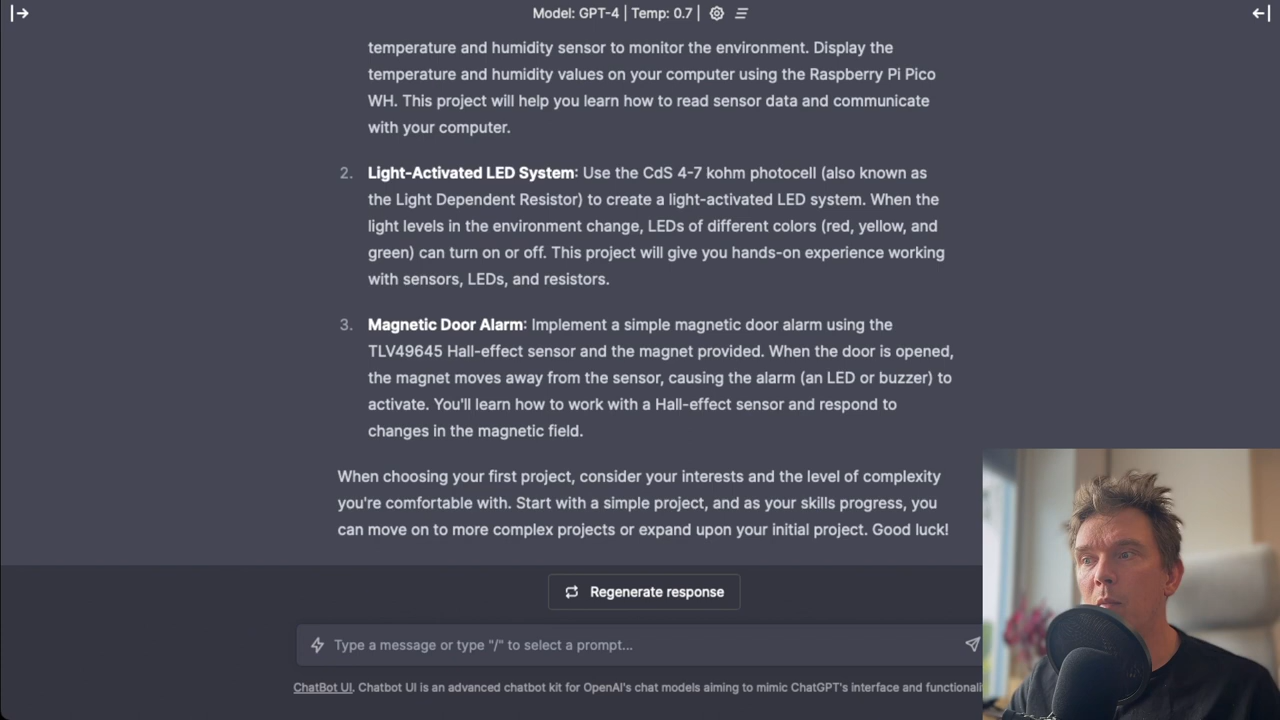 Model: GPT-4 | Temp: 0.7 |
temperature and humidity sensor to monitor the environment. Display the
temperature and humidity values on your computer using the Raspberry Pi Pico
WH. This project will help you learn how to read sensor data and communicate
with your computer.
2. Light-Activated LED System: Use the CdS 4-7 kohm photocell (also known as
the Light Dependent Resistor) to create a light-activated LED system. When the
light levels in the environment change, LEDs of different colors (red, yellow, and
green) can turn on or off. This project will give you hands-on experience working
with sensors, LEDs, and resistors.
3. Magnetic Door Alarm: Implement a simple magnetic door alarm using the
TLV49645 Hall-effect sensor and the magnet provided. When the door is opened,
the magnet moves away from the sensor, causing the alarm (an LED or buzzer) to
activate. You'll learn how to work with a Hall-effect sensor and respond to
changes in the magnetic field.
When choosing your first project, consider your interests and the level of complexity
you're comfortable with. Start with a simple project, and as your skills progress, you
can move on to more complex projects or expand upon your initial project. Good luck!
Regenerate response
Type a message or type "/" to select a prompt...
ChatBot UI. Chatbot UI is an advanced chatbot kit for OpenAI's chat models aiming to mimic ChatGPT's interface and functionali